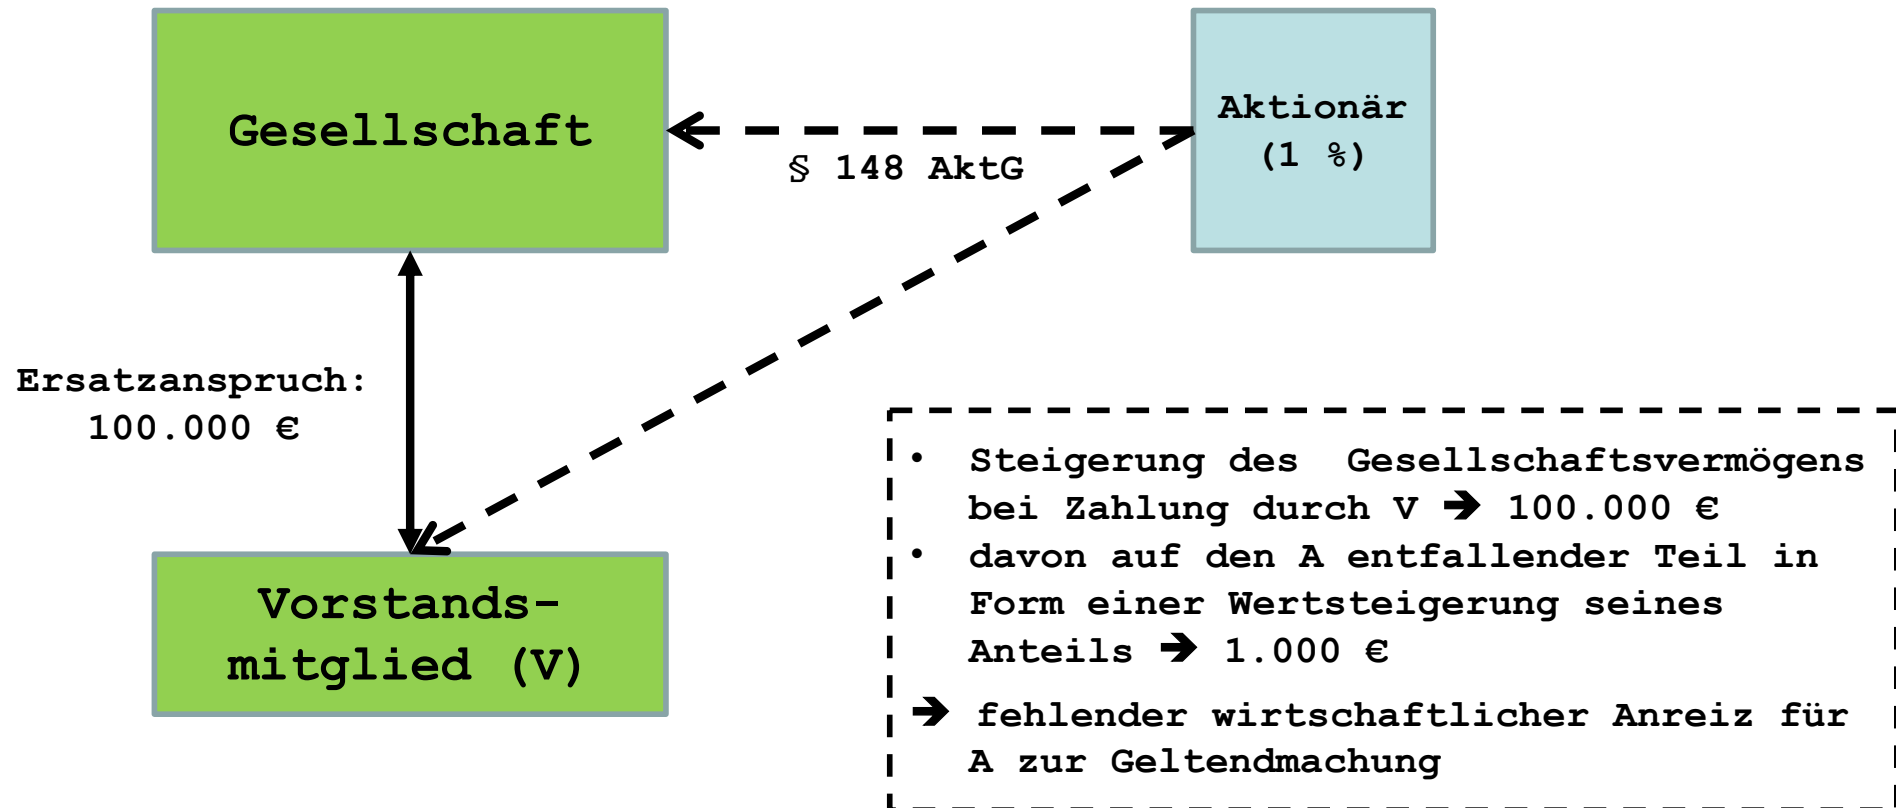 Gesellschaft
Aktionär
(1 %)
§ 148 AktG
Ersatzanspruch:
100.000 €
Vorstands-
mitglied (V)
• Steigerung des Gesellschaftsvermögens
bei Zahlung durch V ➔ 100.000 €
• davon auf den A entfallender Teil in
Form einer Wertsteigerung seines
Anteils ➔ 1.000 €
➔ fehlender wirtschaftlicher Anreiz für
A zur Geltendmachung